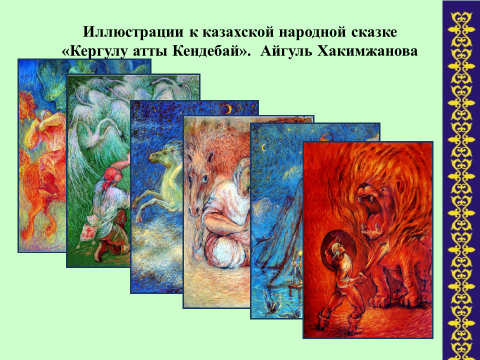 Иллюстрации к казахской народной сказке
«Кергулу атты Кендебай».  Айгуль Хакимжанова